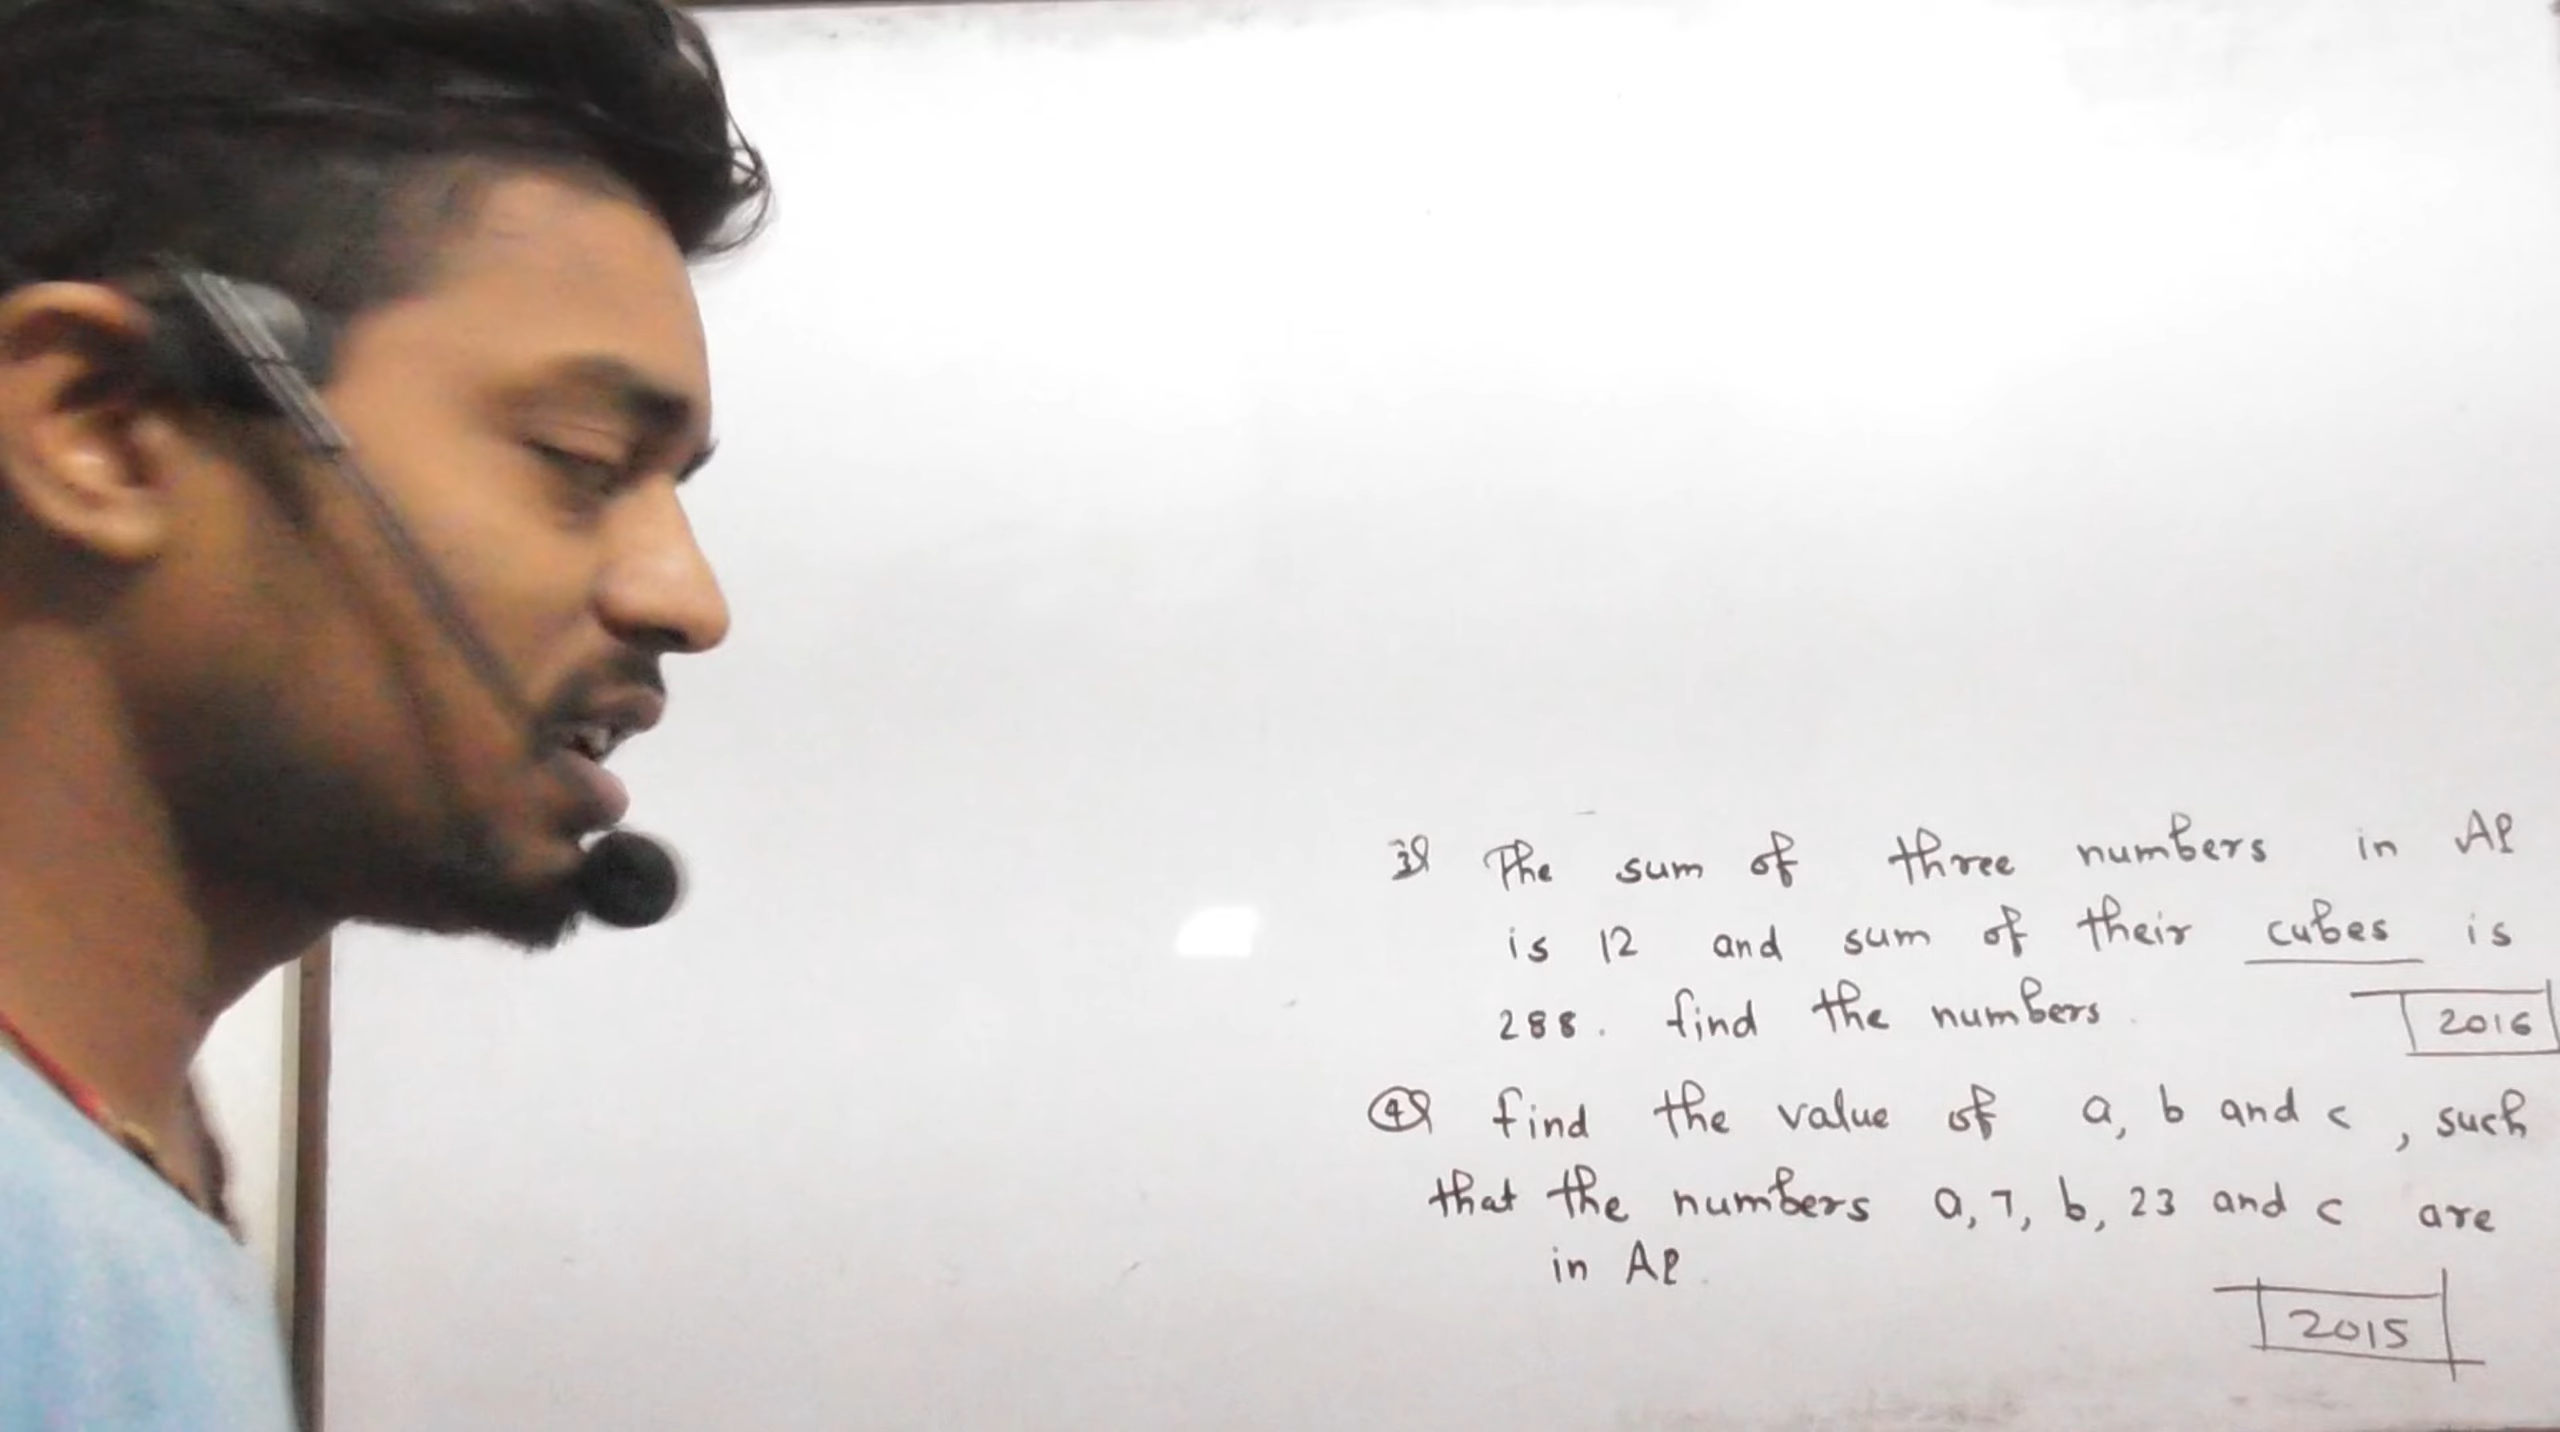 3) The sum of three numbers in AP
is 12 and sum of their cubes is
288. find the numbers.
2016
4) find the value of a, b and c, such
that the numbers a, 7, b, 23 and c are
in AP.
2015